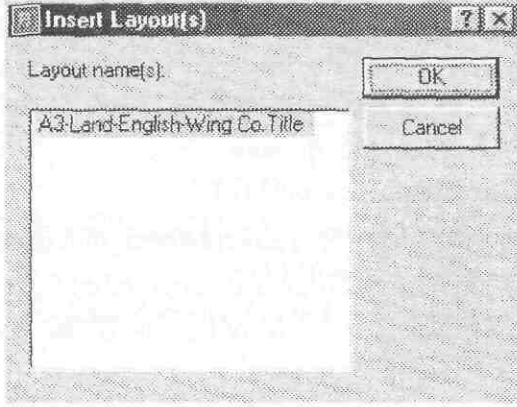 Insert Layout(s)
Layout name(s):
OK
A3-Land-English-Wing Co. Title
Cancel